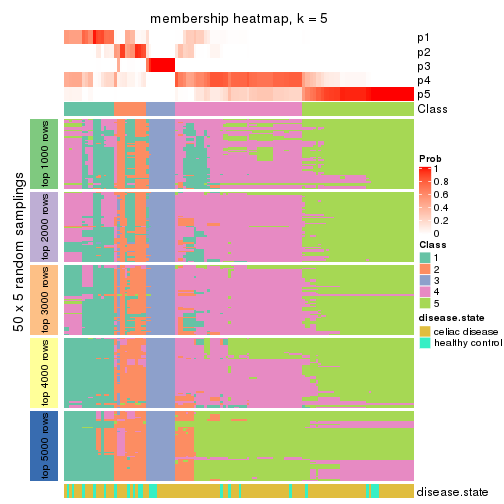 membership heatmap, k = 5
p1
p2
p3
p4
p5
Class
50 x 5 random samplings
top 1000 rows
top 2000 rows
top 3000 rows
top 4000 rows
top 5000 rows
Prob
1
0.8
0.6
0.4
0.2
0
Class
1
2
3
4
5
disease.state
celiac disease
healthy control
disease.state